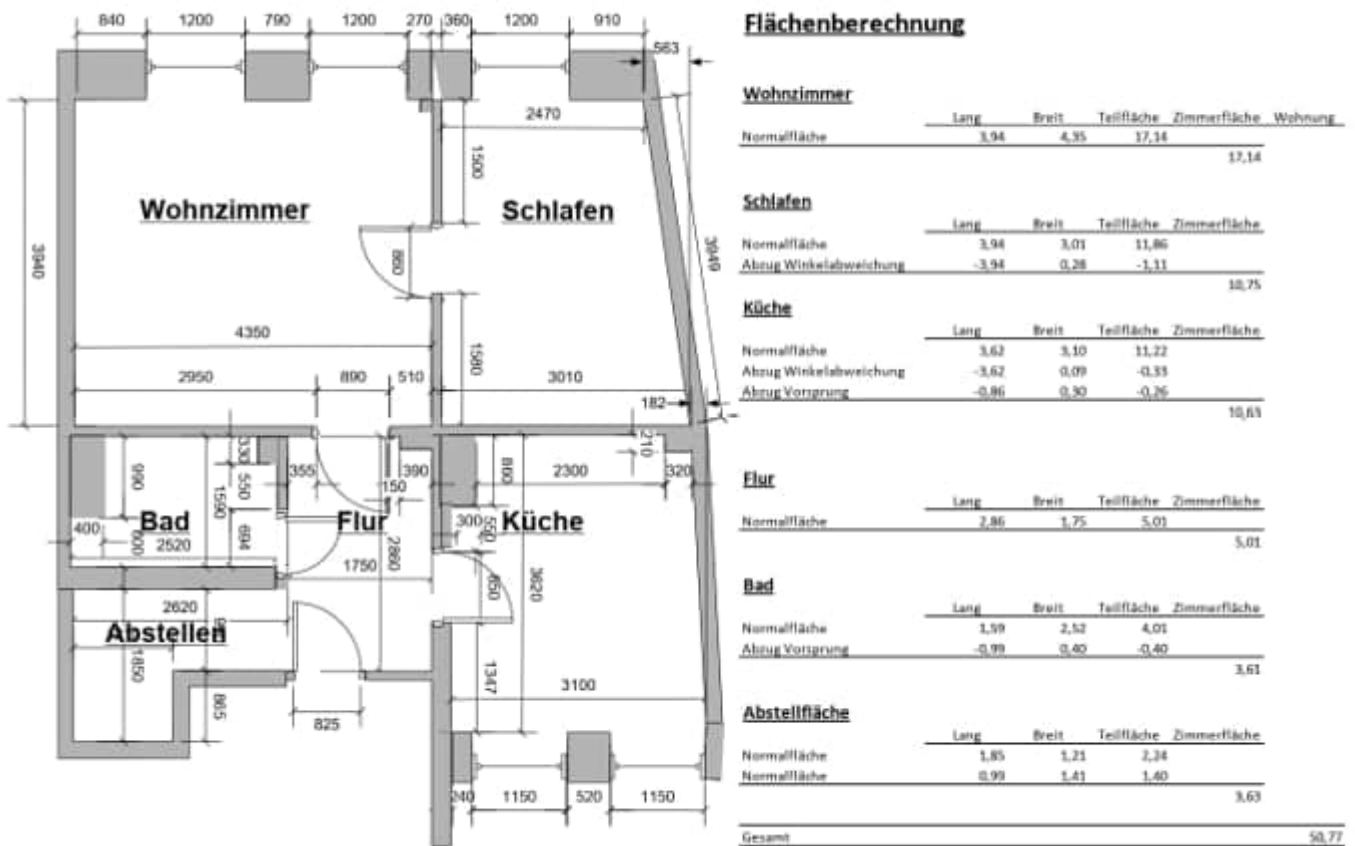 840 1200 790 1200 270 360 1200 910
563
2470
1500
Wohnzimmer Schlafen
3940
860
3949
4350
1580
2950 890 510 3010
182
330
210
355 390 2300 320
990 550 1590 150 860
400 Bad Flur 300 550 Küche
600 2520 694
1750 2860 650 3620
2620
Abstellen
1850
865
825
1347
3100
240 1150 520 1150
Flächenberechnung
Wohnzimmer
Lang Breit Teilfläche Zimmerfläche Wohnung
Normalfläche 3,94 4,35 17,14
17,14
Schlafen
Lang Breit Teilfläche Zimmerfläche
Normalfläche 3,94 3,01 11,86
Abzug Winkelabweichung -3,94 0,28 -1,11
10,75
Küche
Lang Breit Teilfläche Zimmerfläche
Normalfläche 3,62 3,10 11,22
Abzug Winkelabweichung -3,62 0,09 -0,33
Abzug Vorsprung -0,86 0,30 -0,26
10,63
Flur
Lang Breit Teilfläche Zimmerfläche
Normalfläche 2,86 1,75 5,01
5,01
Bad
Lang Breit Teilfläche Zimmerfläche
Normalfläche 1,59 2,52 4,01
Abzug Vorsprung -0,99 0,40 -0,40
3,61
Abstellfläche
Lang Breit Teilfläche Zimmerfläche
Normalfläche 1,85 1,21 2,24
Normalfläche 0,99 1,41 1,40
3,63
Gesamt 50,77